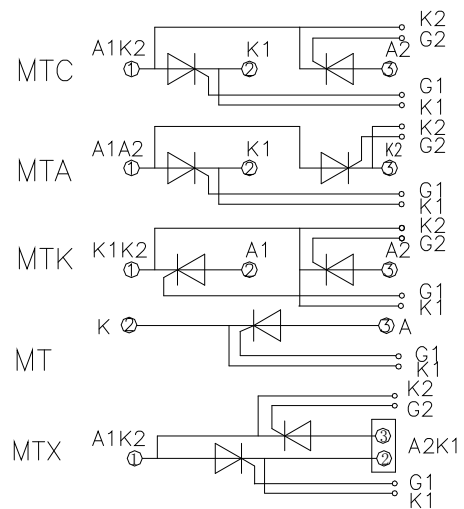 K2
G2
A1K2 K1 A2
MTC
1 2 3
G1
K1
K2
G2
A1A2 K1 K2
MTA
1 2 3
G1
K1
K2
G2
K1K2 A1 A2
MTK
1 2 3
G1
K1
K 2 3 A
MT
G1
K1
K2
G2
MTX
A1K2 3 A2K1
1 2
G1
K1